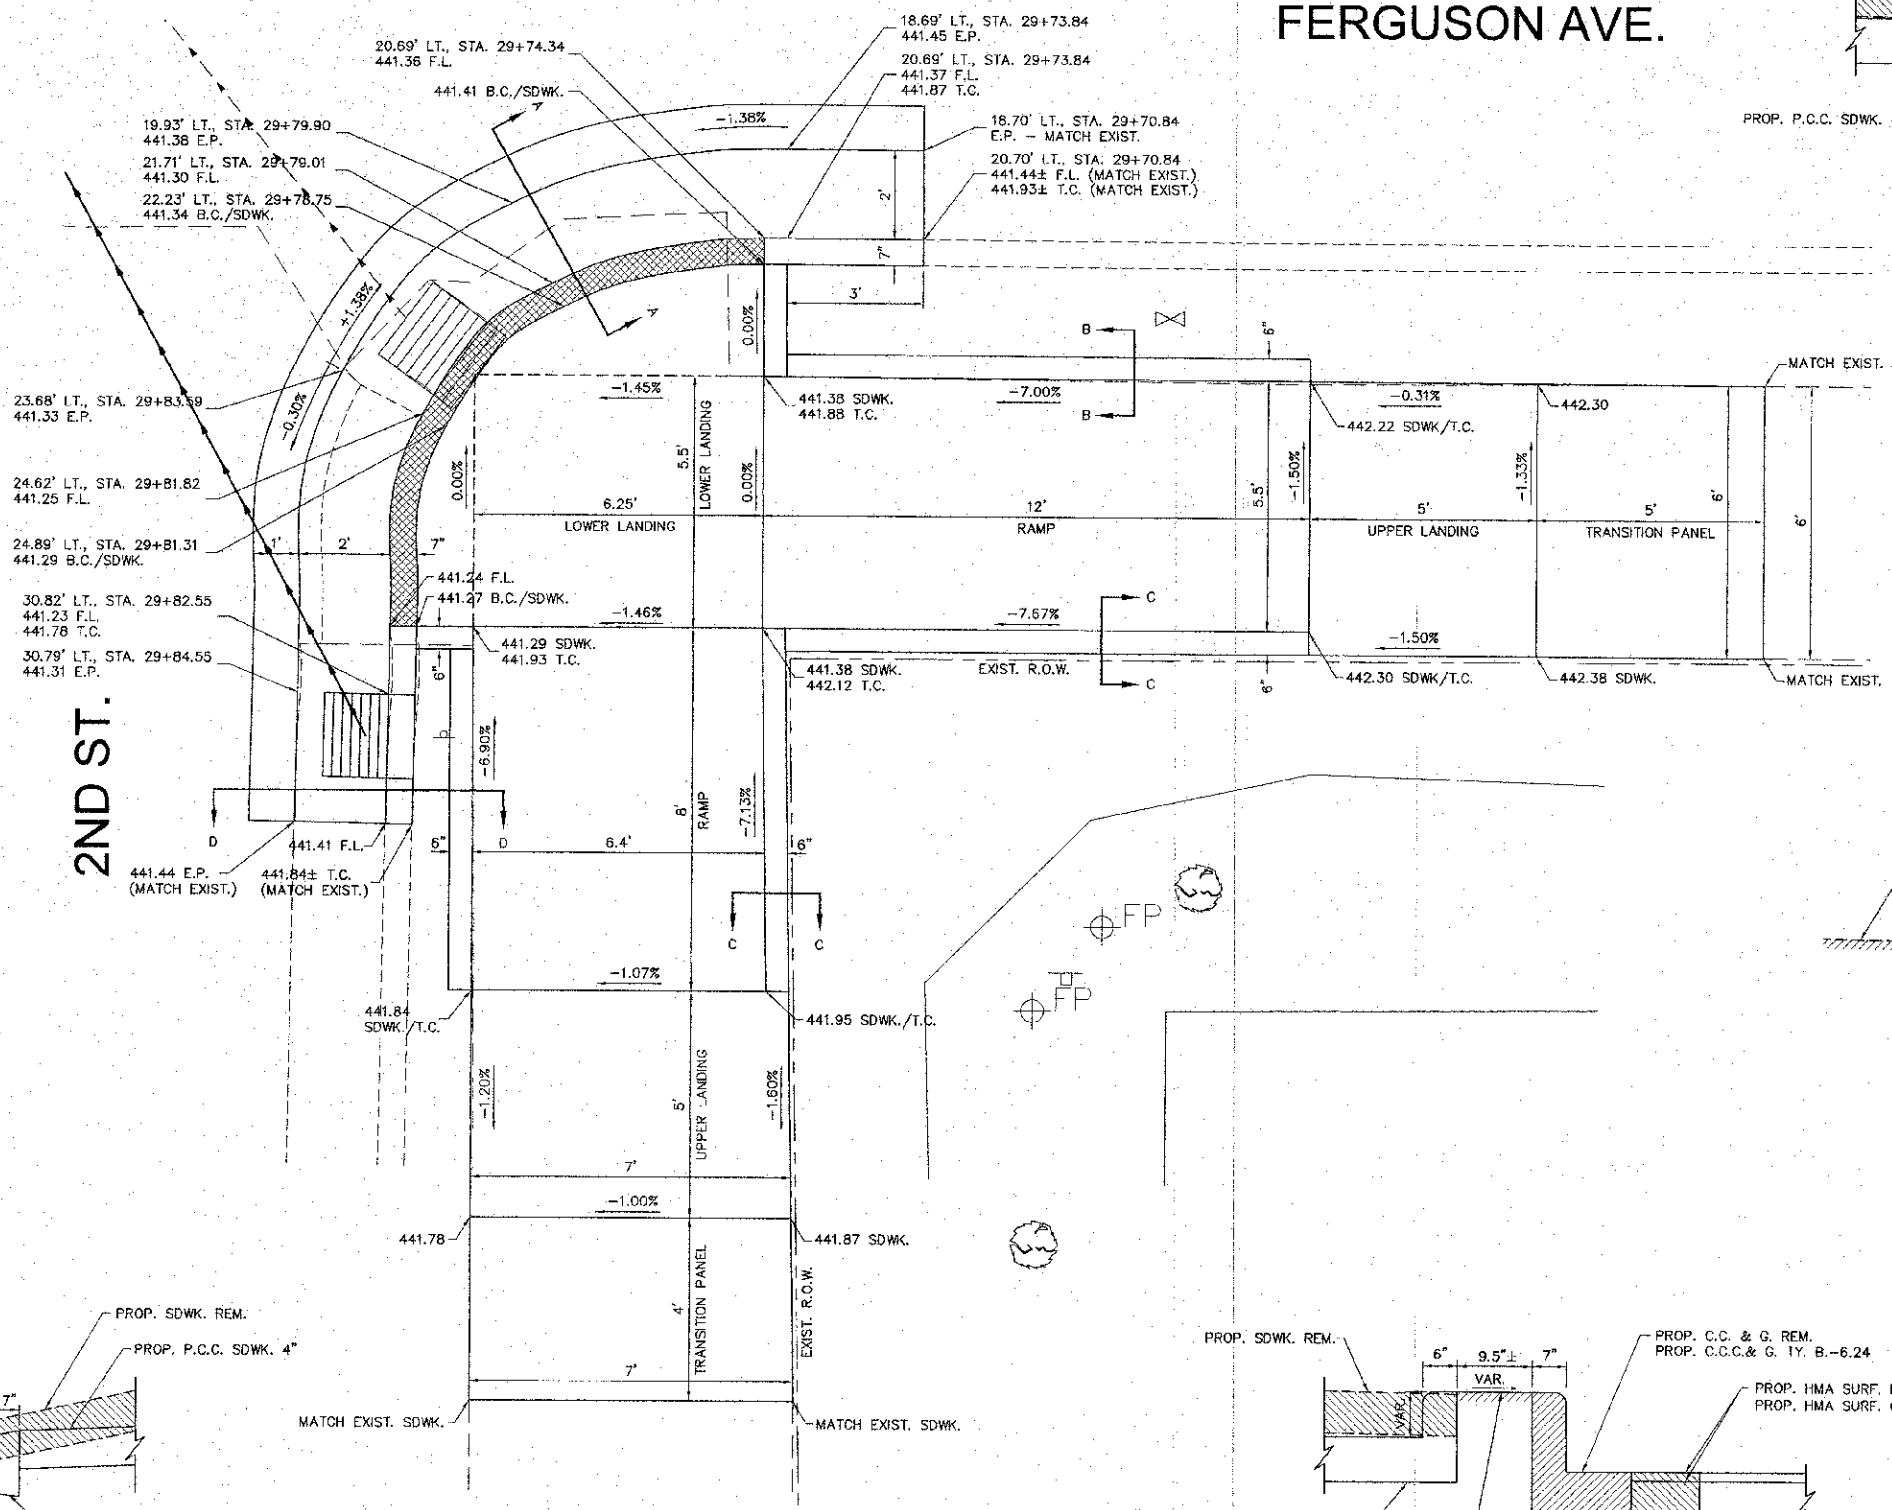 FERGUSON AVE.
18.69' LT., STA. 29+73.84
441.45 E.P.
20.69' LT., STA. 29+74.34
441.36 F.L.
20.69' LT., STA. 29+73.84
441.37 F.L.
441.87 T.C.
441.41 B.C./SDWK.
A
-1.38%
18.70' LT., STA. 29+70.84
E.P. - MATCH EXIST.
PROP. P.C.C. SDWK.
19.93' LT., STA. 29+79.90
441.38 E.P.
21.71' LT., STA. 29+79.01
441.30 F.L.
20.70' LT., STA. 29+70.84
441.44± F.L. (MATCH EXIST.)
441.93± T.C. (MATCH EXIST.)
22.23' LT., STA. 29+78.75
441.34 B.C./SDWK.
2'
7"
3'
A
+1.38%
0.00%
B
6"
MATCH EXIST.
-1.45%
-7.00%
-0.31%
23.68' LT., STA. 29+83.59
441.33 E.P.
-0.30%
441.38 SDWK.
441.88 T.C.
B
442.30
442.22 SDWK/T.C.
LOWER LANDING
5.5'
0.00%
0.00%
5.5'
-1.50%
-1.33%
6'
6'
24.62' LT., STA. 29+81.82
441.25 F.L.
6.25'
LOWER LANDING
12'
RAMP
5'
UPPER LANDING
5'
TRANSITION PANEL
24.89' LT., STA. 29+81.31
441.29 B.C./SDWK.
1'
2'
7"
441.24 F.L.
441.27 B.C./SDWK.
30.82' LT., STA. 29+82.55
441.23 F.L.
441.78 T.C.
-1.46%
-7.67%
C
-1.50%
441.29 SDWK.
441.93 T.C.
30.79' LT., STA. 29+84.55
441.31 E.P.
6"
441.38 SDWK.
442.12 T.C.
EXIST. R.O.W.
C
6"
442.30 SDWK/T.C.
442.38 SDWK.
MATCH EXIST.
2ND ST.
-6.90%
8'
RAMP
-7.13%
D
D
441.41 F.L.
6"
6.4'
6"
441.44 E.P.
(MATCH EXIST.)
441.84± T.C.
(MATCH EXIST.)
C
C
FP
FP
-1.07%
441.84
SDWK./T.C.
441.95 SDWK./T.C.
-1.20%
5'
UPPER LANDING
-1.60%
7'
-1.00%
441.78
441.87 SDWK.
4'
TRANSITION PANEL
EXIST. R.O.W.
7'
MATCH EXIST. SDWK.
MATCH EXIST. SDWK.
PROP. SDWK. REM.
PROP. P.C.C. SDWK. 4"
7"
PROP. SDWK. REM.
6"
9.5"±
7"
VAR.
VAR.
PROP. C.C. & G. REM.
PROP. C.C.C.& G. TY. B.-6.24
PROP. HMA SURF.
PROP. HMA SURF.